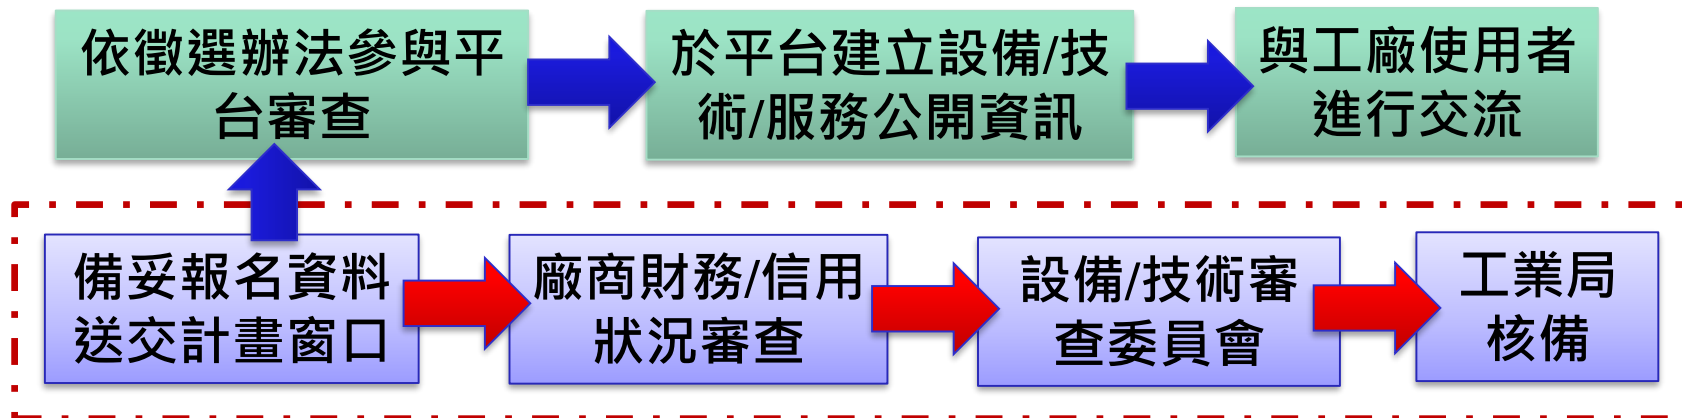 依徵選辦法參與平
台審查
於平台建立設備/技
術/服務公開資訊
與工廠使用者
進行交流
備妥報名資料
送交計畫窗口
廠商財務/信用
狀況審查
設備/技術審
查委員會
工業局
核備